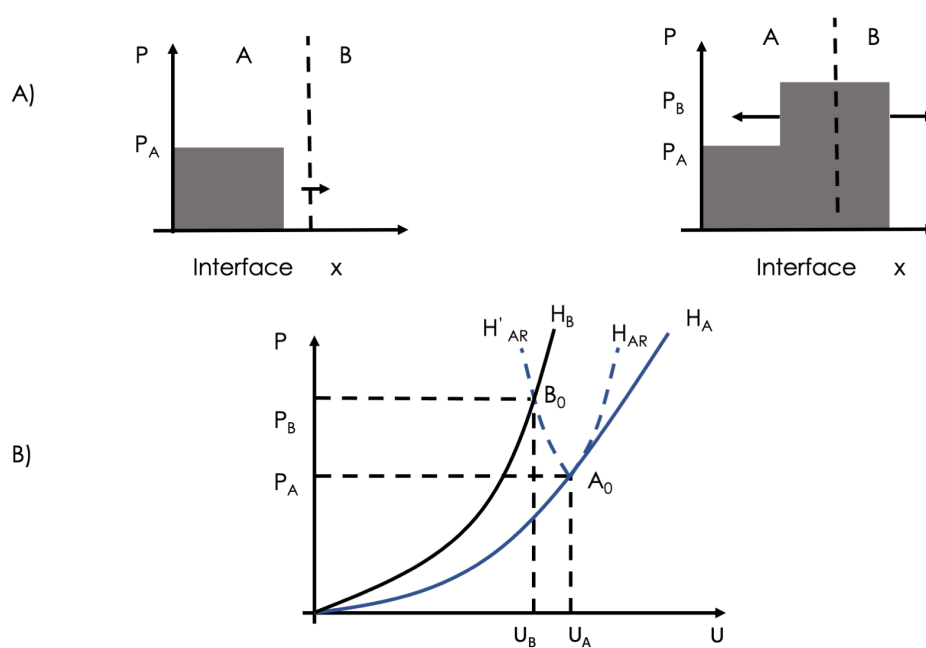 A)
P
A
B
P_A
Interface
x
P
A
B
P_B
P_A
Interface
x
B)
P
H'_AR
H_B
H_AR
H_A
B_0
P_B
P_A
A_0
U_B
U_A
U